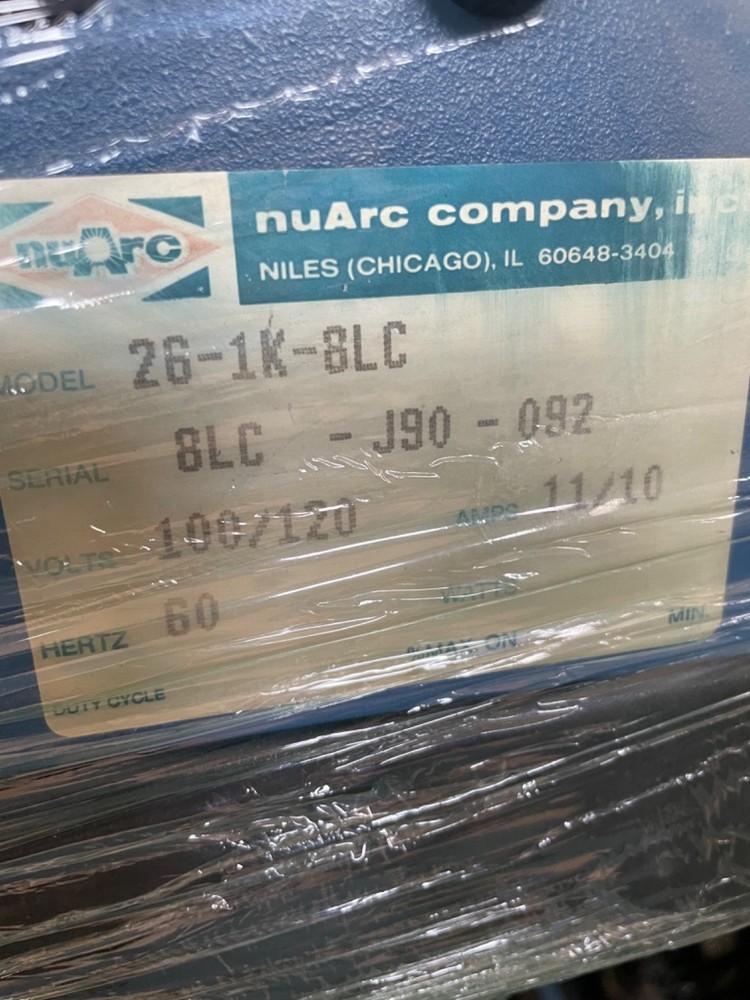 nuArc
nuArc company, inc
NILES (CHICAGO), IL 60648-3404
MODEL 26-1K-8LC
SERIAL 8LC - J90 - 092
VOLTS 100/120 AMPS 11/10
HERTZ 60 WATTS
DUTY CYCLE %MAX. ON MIN.